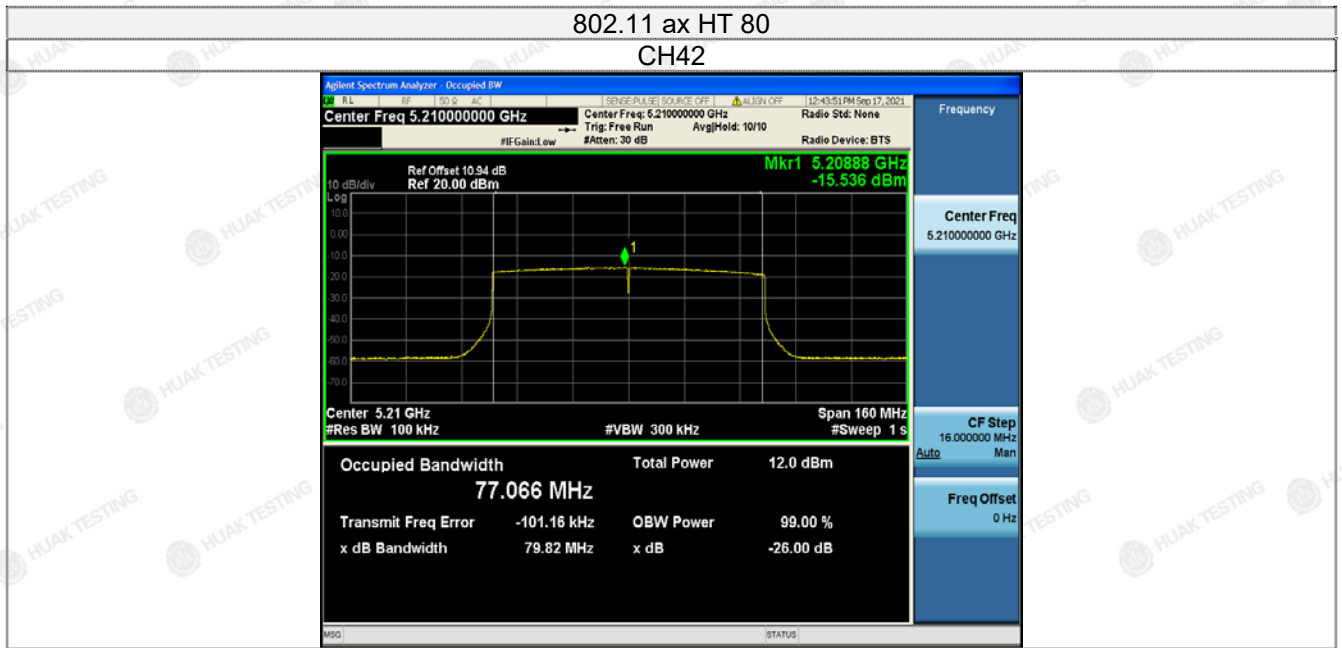 802.11 ax HT 80
CH42
Agilent Spectrum Analyzer - Occupied BW
RL RF 50 Ω AC SENSE:PULSE SOURCE OFF ALIGN OFF 12:43:51 PM Sep 17, 2021
Center Freq 5.210000000 GHz
Center Freq: 5.210000000 GHz
Radio Std: None
Trig: Free Run Avg|Hold: 10/10
#IFGain:Low
#Atten: 30 dB
Radio Device: BTS
Mkr1 5.20888 GHz
-15.536 dBm
Ref Offset 10.94 dB
10 dB/div Ref 20.00 dBm
Log
10.0
0.00
-10.0
-20.0
-30.0
-40.0
-50.0
-60.0
-70.0
1
Center 5.21 GHz
Span 160 MHz
#Res BW 100 kHz
#VBW 300 kHz
#Sweep 1 s
Occupied Bandwidth
77.066 MHz
Total Power 12.0 dBm
Transmit Freq Error -101.16 kHz
OBW Power 99.00 %
x dB Bandwidth 79.82 MHz
x dB -26.00 dB
Frequency
Center Freq
5.210000000 GHz
CF Step
16.000000 MHz
Auto Man
Freq Offset
0 Hz
MSG
STATUS
HUAK TESTING